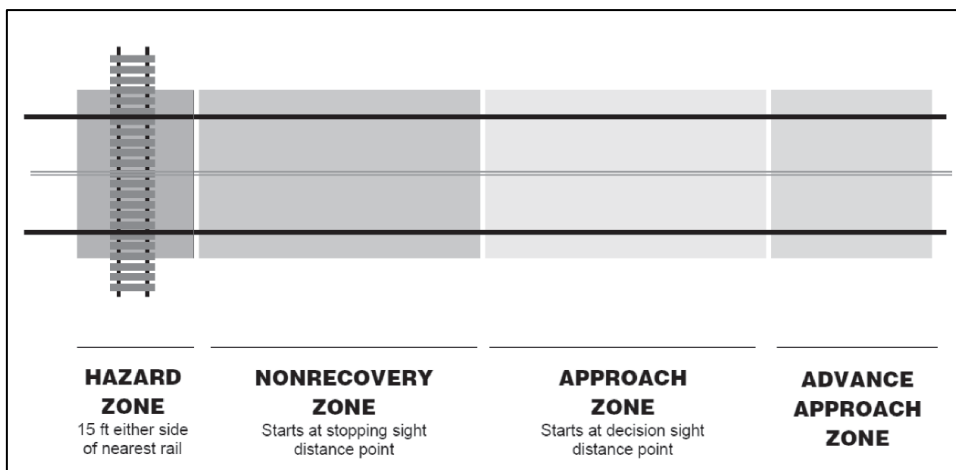 HAZARD
ZONE
15 ft either side
of nearest rail
NONRECOVERY
ZONE
Starts at stopping sight
distance point
APPROACH
ZONE
Starts at decision sight
distance point
ADVANCE
APPROACH
ZONE